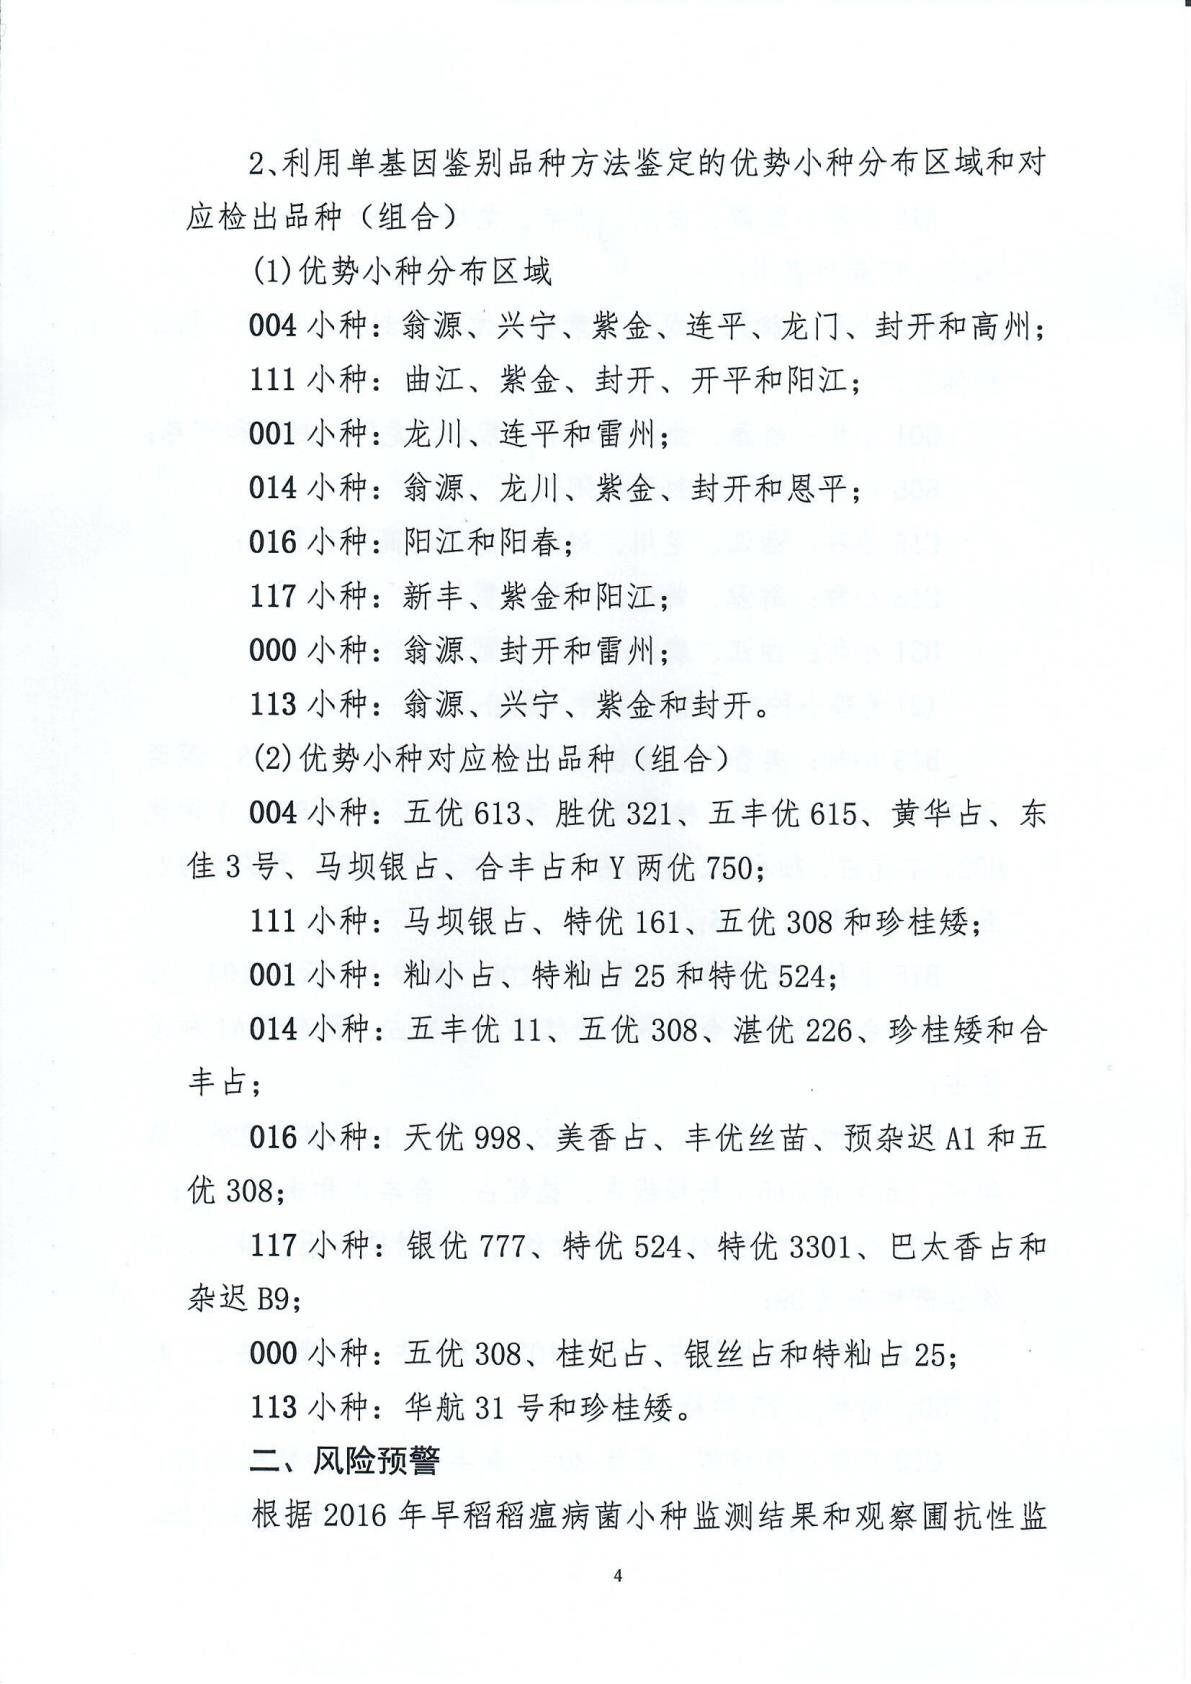 2、利用单基因鉴别品种方法鉴定的优势小种分布区域和对
应检出品种（组合）
(1)优势小种分布区域
004 小种：翁源、兴宁、紫金、连平、龙门、封开和高州；
111 小种：曲江、紫金、封开、开平和阳江；
001 小种：龙川、连平和雷州；
014 小种：翁源、龙川、紫金、封开和恩平；
016 小种：阳江和阳春；
117 小种：新丰、紫金和阳江；
000 小种：翁源、封开和雷州；
113 小种：翁源、兴宁、紫金和封开。
(2)优势小种对应检出品种（组合）
004 小种：五优 613、胜优 321、五丰优 615、黄华占、东
佳 3 号、马坝银占、合丰占和 Y 两优 750；
111 小种：马坝银占、特优 161、五优 308 和珍桂矮；
001 小种：籼小占、特籼占 25 和特优 524；
014 小种：五丰优 11、五优 308、湛优 226、珍桂矮和合
丰占；
016 小种：天优 998、美香占、丰优丝苗、预杂迟 A1 和五
优 308；
117 小种：银优 777、特优 524、特优 3301、巴太香占和
杂迟 B9；
000 小种：五优 308、桂妃占、银丝占和特籼占 25；
113 小种：华航 31 号和珍桂矮。
二、风险预警
根据 2016 年早稻稻瘟病菌小种监测结果和观察圃抗性监
4